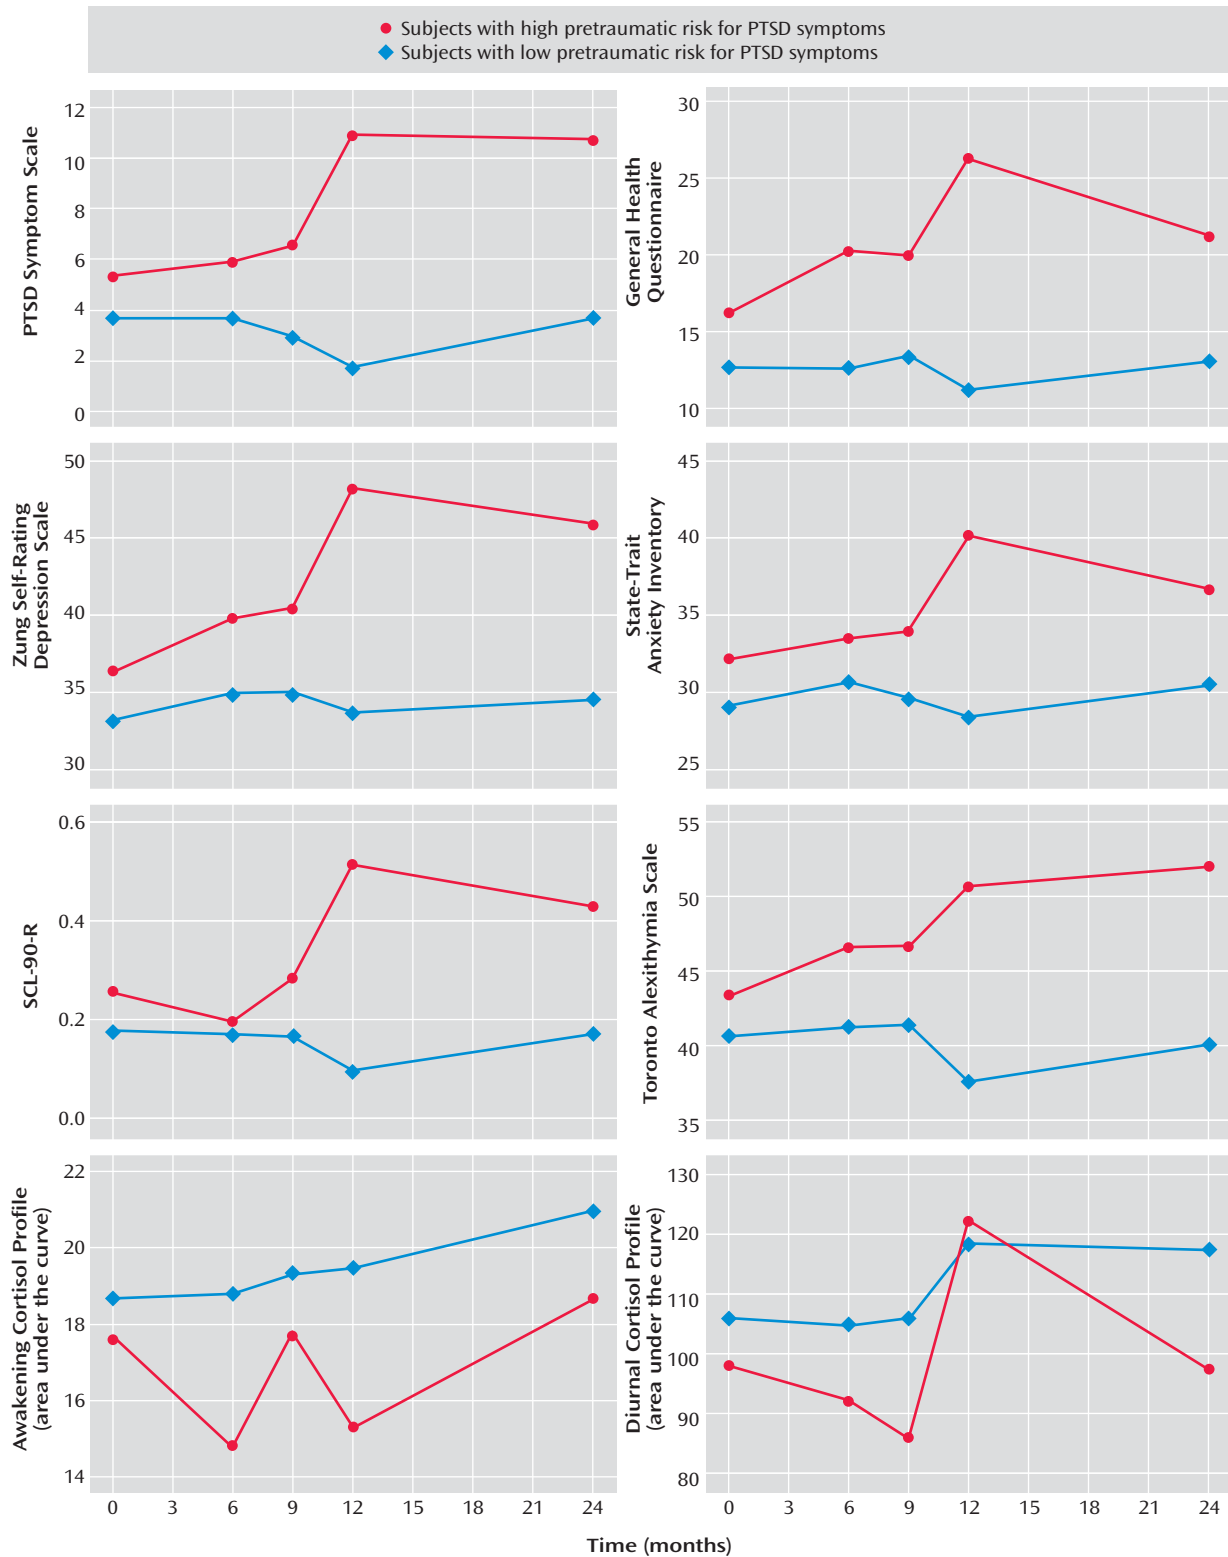 Subjects with high pretraumatic risk for PTSD symptoms
Subjects with low pretraumatic risk for PTSD symptoms
PTSD Symptom Scale
12
10
8
6
4
2
0
General Health
Questionnaire
30
25
20
15
10
Zung Self-Rating
Depression Scale
50
45
40
35
30
State-Trait
Anxiety Inventory
45
40
35
30
25
SCL-90-R
0.6
0.4
0.2
0.0
Toronto Alexithymia Scale
55
50
45
40
35
Awakening Cortisol Profile
(area under the curve)
22
20
18
16
14
Diurnal Cortisol Profile
(area under the curve)
130
120
110
100
90
80
0 3 6 9 12 15 18 21 24
0 3 6 9 12 15 18 21 24
Time (months)